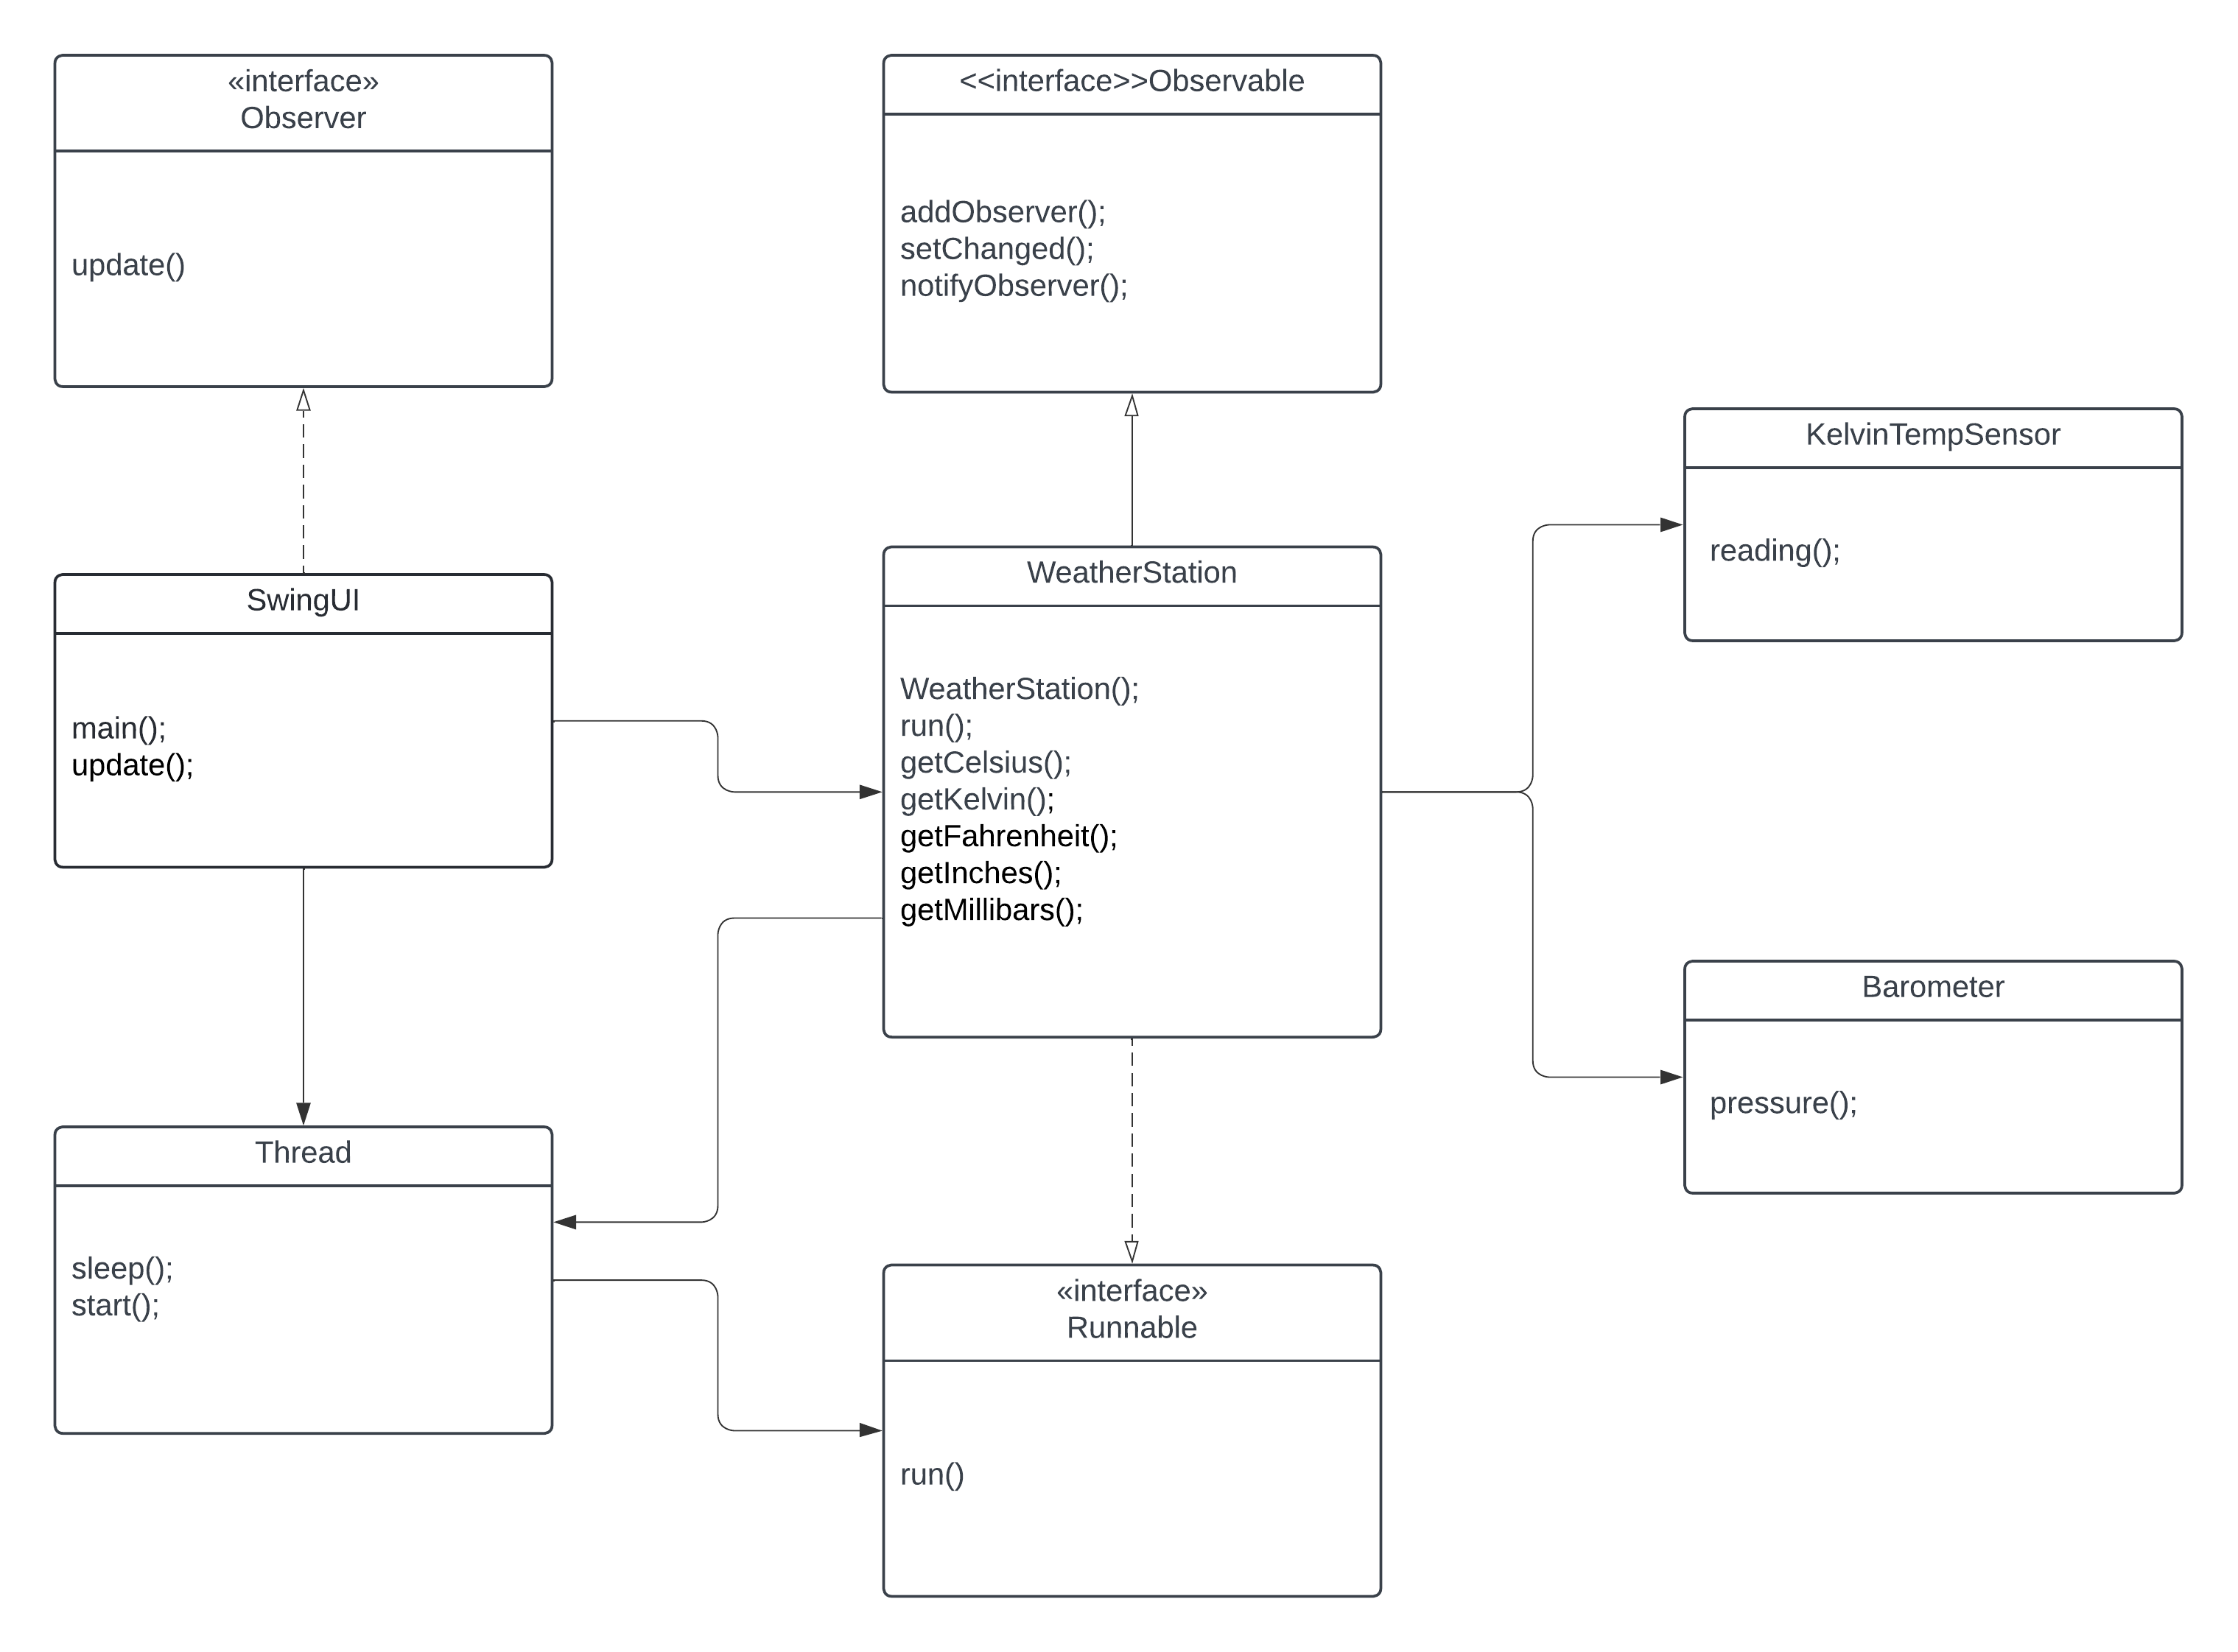 «interface»
Observer
update()
<<interface>>Observable
addObserver();
setChanged();
notifyObserver();
KelvinTempSensor
reading();
SwingUI
main();
update();
WeatherStation
WeatherStation();
run();
getCelsius();
getKelvin();
getFahrenheit();
getInches();
getMillibars();
Barometer
pressure();
Thread
sleep();
start();
«interface»
Runnable
run()